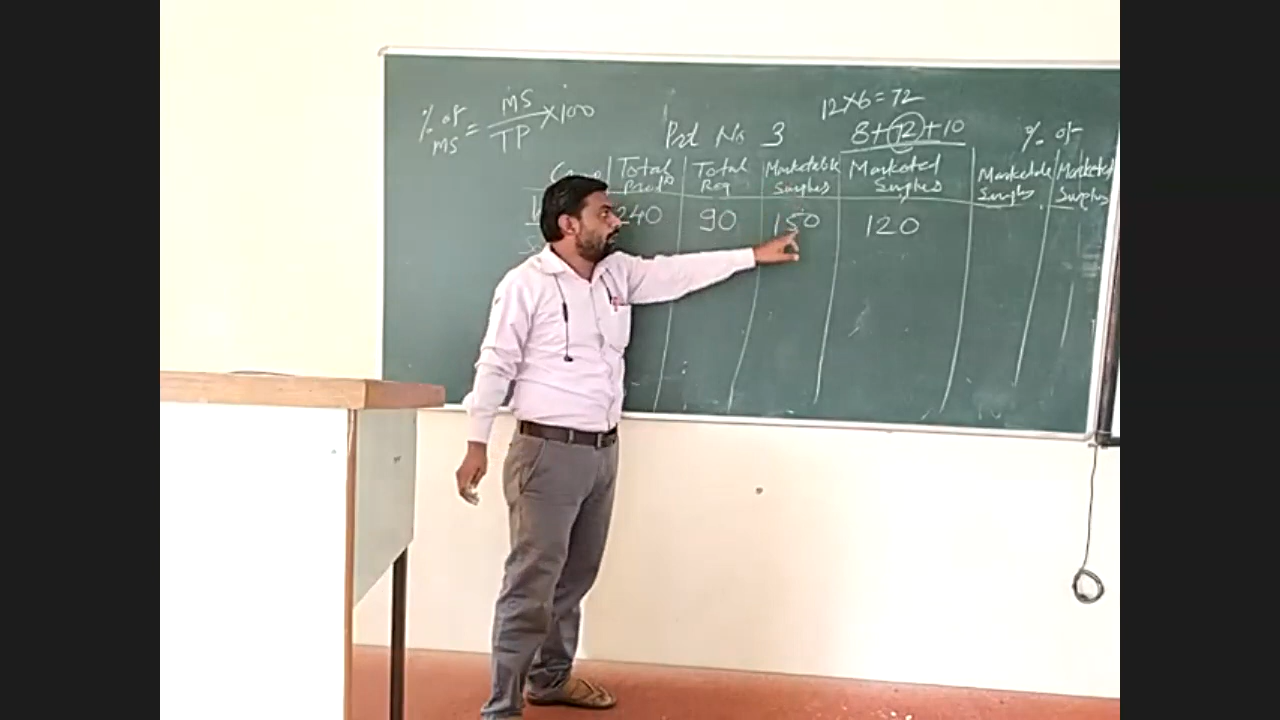 % of MS = MS / TP × 100
12×6 = 72
Prd No 3
8+72+10
% of
Total Prodⁿ Total Req Marketable Surplus Marketed Surplus Marketable Surplus Marketed Surplus
240 90 150 120